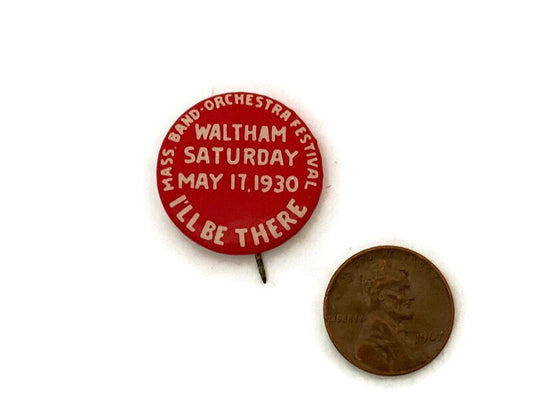 MASS BAND-ORCHESTRA FESTIVAL
WALTHAM
SATURDAY
MAY 17, 1930
I'LL BE THERE
LIBERTY